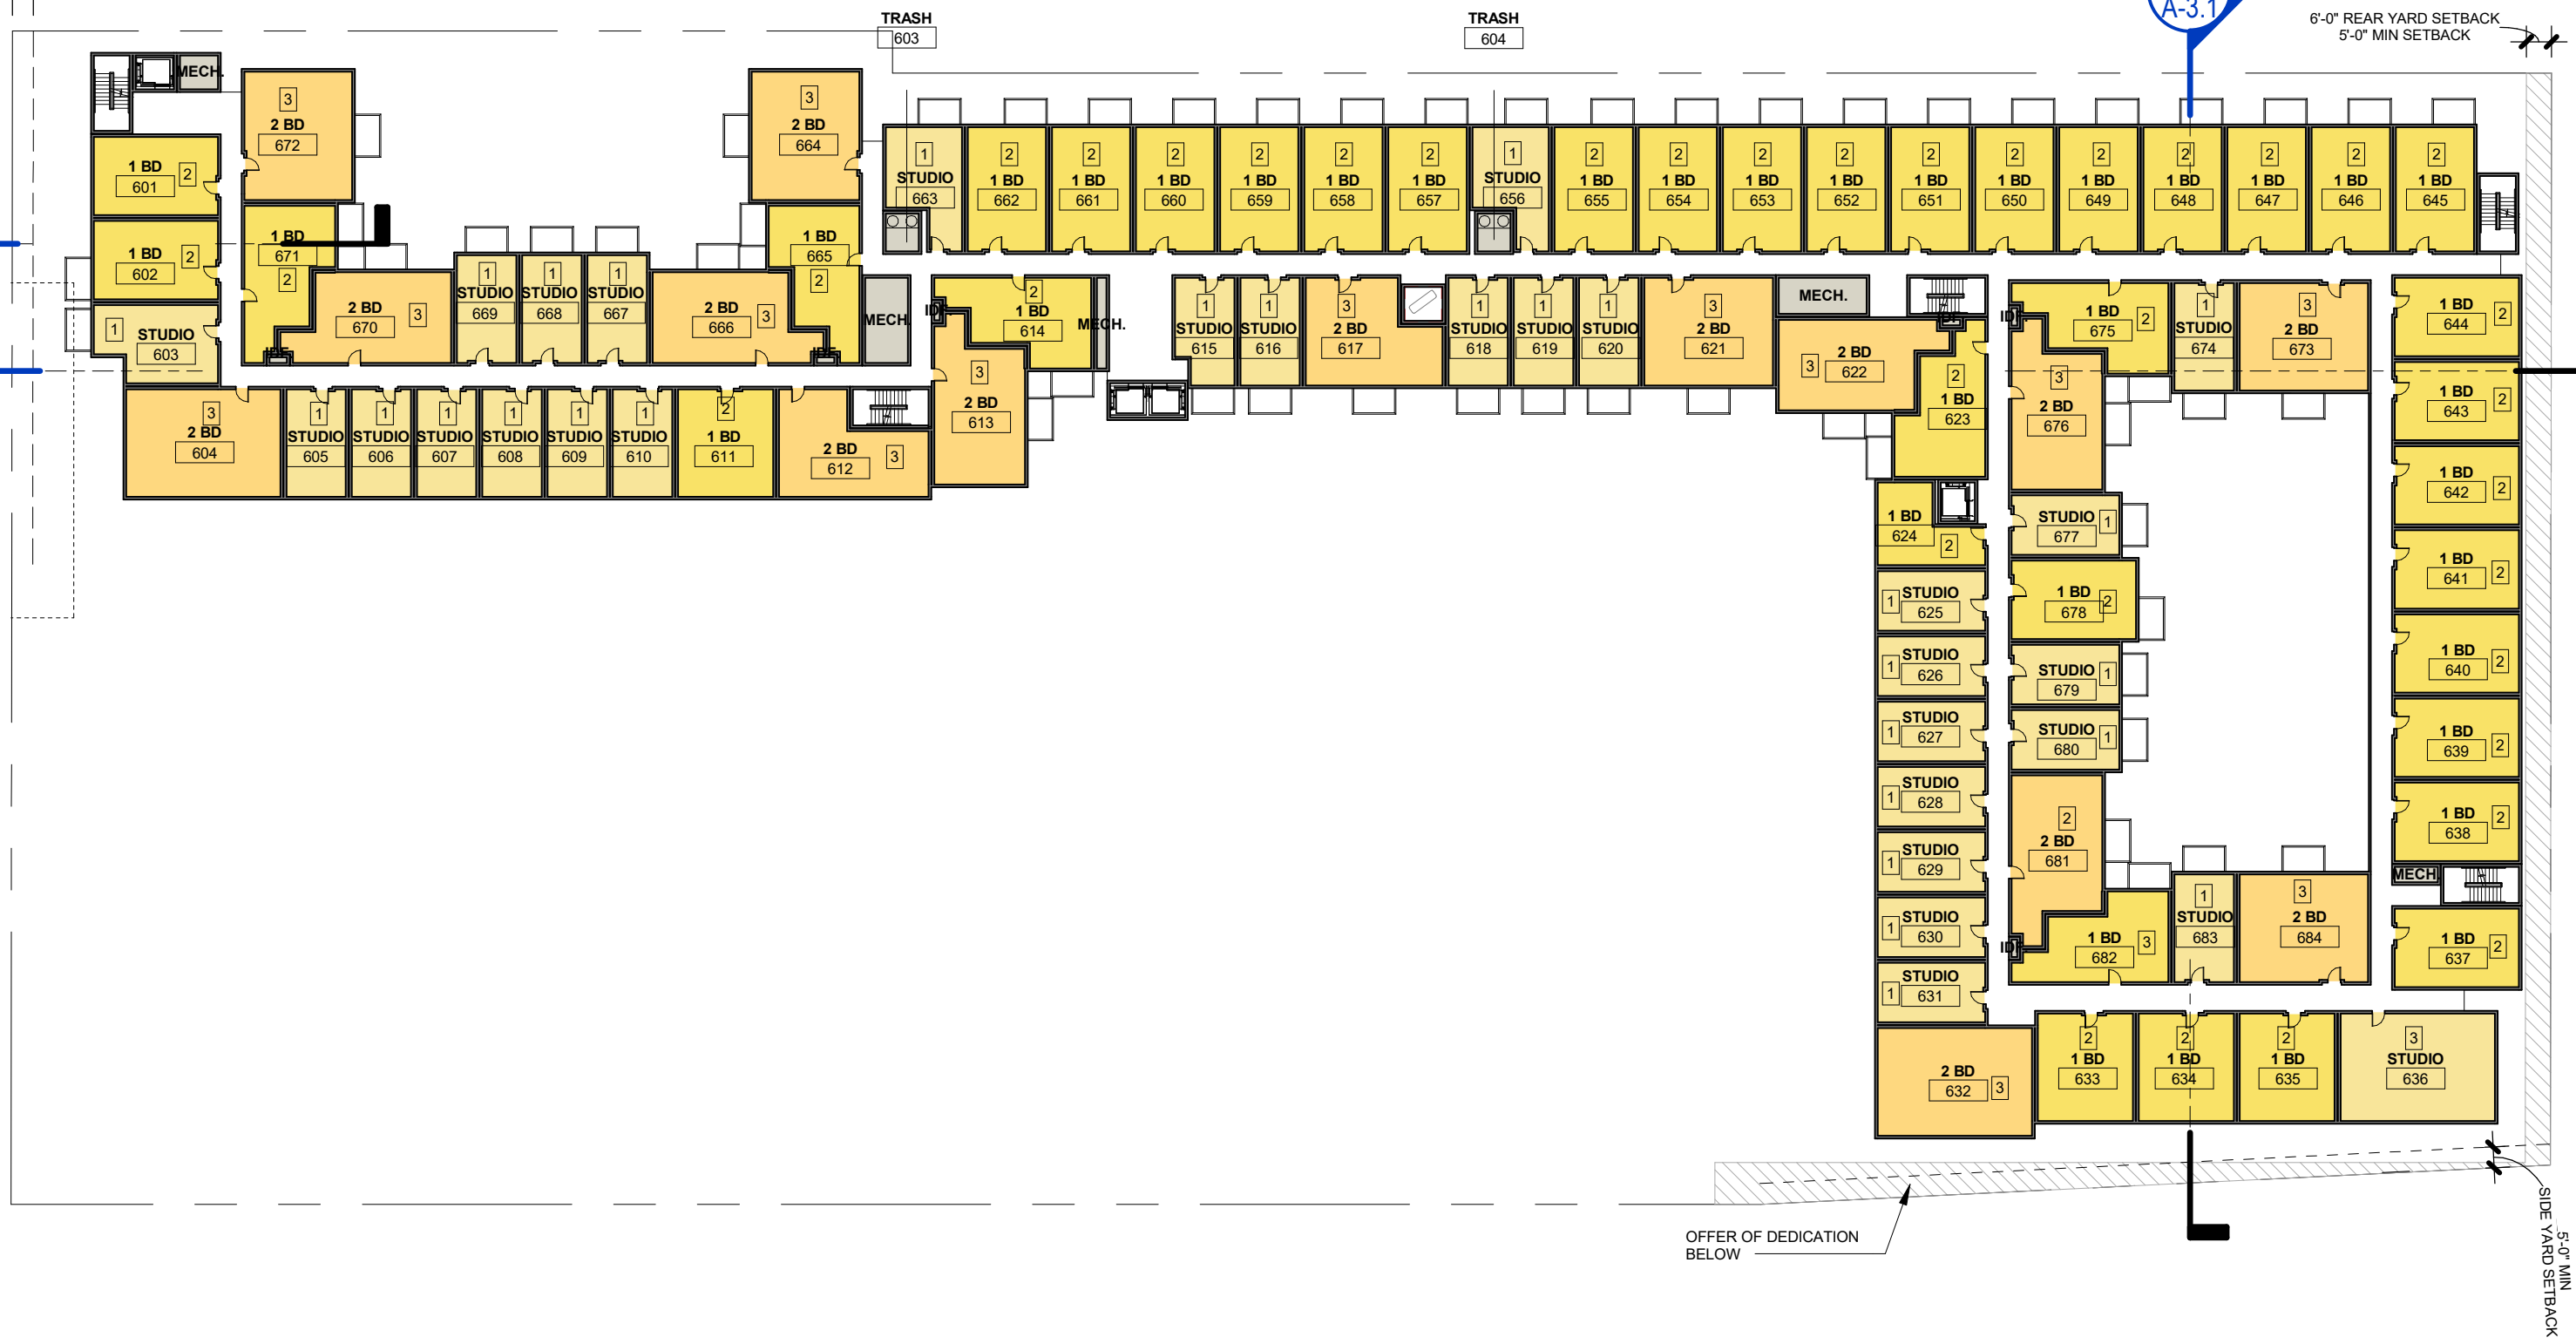 TRASH
603
TRASH
604
A-3.1
6'-0" REAR YARD SETBACK
5'-0" MIN SETBACK
MECH.
3
2 BD
672
3
2 BD
664
1 BD
601
2
1
STUDIO
663
2
1 BD
662
2
1 BD
661
2
1 BD
660
2
1 BD
659
2
1 BD
658
2
1 BD
657
1
STUDIO
656
2
1 BD
655
2
1 BD
654
2
1 BD
653
2
1 BD
652
2
1 BD
651
2
1 BD
650
2
1 BD
649
2
1 BD
648
2
1 BD
647
2
1 BD
646
2
1 BD
645
1 BD
602
2
1 BD
671
2
1 BD
665
2
1
STUDIO
603
2 BD
670
3
1
STUDIO
669
1
STUDIO
668
1
STUDIO
667
2 BD
666
3
MECH.
IDF
IDF
2
1 BD
614
MECH.
1
STUDIO
615
1
STUDIO
616
3
2 BD
617
1
STUDIO
618
1
STUDIO
619
1
STUDIO
620
3
2 BD
621
MECH.
2 BD
622
3
2
1 BD
623
1 BD
675
2
1
STUDIO
674
3
2 BD
673
1 BD
644
2
3
2 BD
604
1
STUDIO
605
1
STUDIO
606
1
STUDIO
607
1
STUDIO
608
1
STUDIO
609
1
STUDIO
610
2
1 BD
611
2 BD
612
3
3
2 BD
613
3
2 BD
676
1 BD
643
2
1 BD
642
2
1 BD
624
2
STUDIO
677
1
1 BD
641
2
1
STUDIO
625
1 BD
678
2
1
STUDIO
626
STUDIO
679
1
1 BD
640
2
1
STUDIO
627
STUDIO
680
1
1 BD
639
2
1
STUDIO
628
2
2 BD
681
1 BD
638
2
1
STUDIO
629
MECH.
1
STUDIO
630
1 BD
682
3
1
STUDIO
683
3
2 BD
684
1 BD
637
2
1
STUDIO
631
2 BD
632
3
2
1 BD
633
2
1 BD
634
2
1 BD
635
3
STUDIO
636
OFFER OF DEDICATION
BELOW
5'-0" MIN
SIDE YARD SETBACK